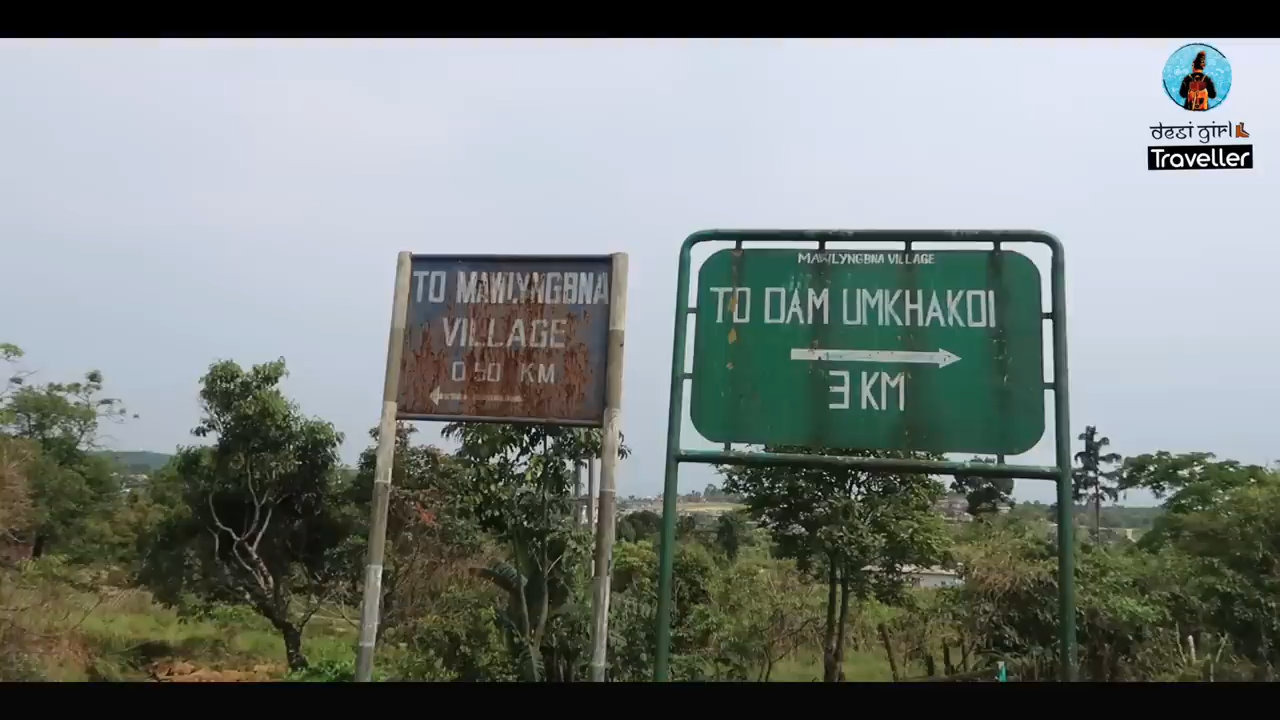 desi girl
Traveller
TO MAWLYNGBNA
VILLAGE
0.50 KM
MAWLYNGBNA VILLAGE
TO DAM UMKHAKOI
3 KM